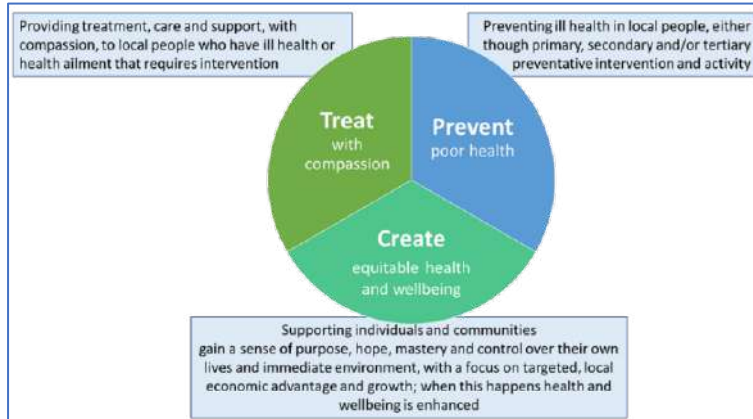 Providing treatment, care and support, with
compassion, to local people who have ill health or
health ailment that requires intervention
Preventing ill health in local people, either
though primary, secondary and/or tertiary
preventative intervention and activity
Treat
with
compassion
Prevent
poor health
Create
equitable health
and wellbeing
Supporting individuals and communities
gain a sense of purpose, hope, mastery and control over their own
lives and immediate environment, with a focus on targeted, local
economic advantage and growth; when this happens health and
wellbeing is enhanced